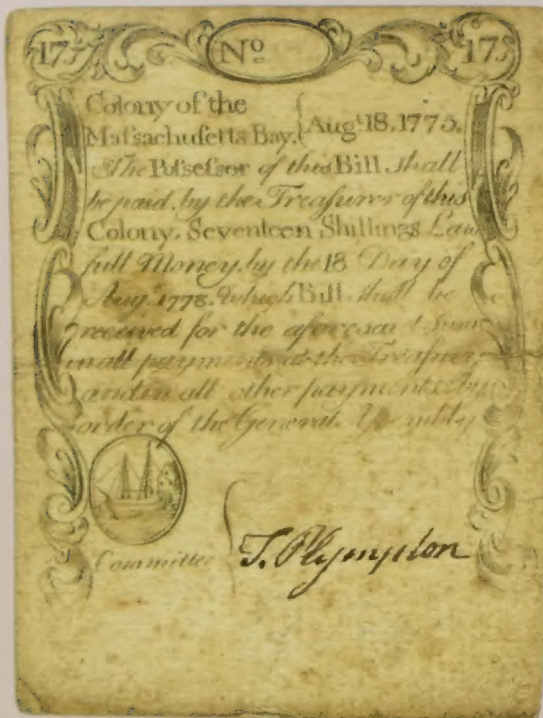 17ˢ Nº 17ˢ
Colony of the
Maſsachuſetts Bay. { Augᵗ 18. 1775.
The Poſseſsor of this Bill shall
be paid, by the Treaſurer of this
Colony, Seventeen Shillings Law
full Money, by the 18 Day of
Augᵗ 1778. which Bill shall be
received for the aforesaid Sum
in all payments at the Treaſury
and in all other payments by
order of the General Aſsembly
Committee { T. Plympton